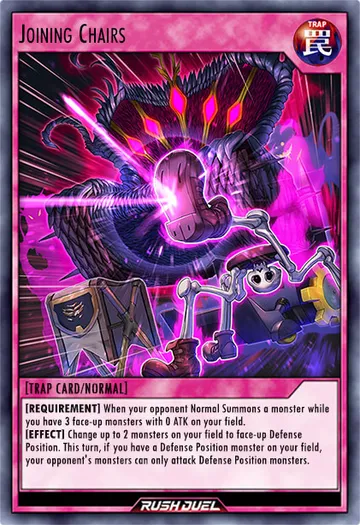 Joining Chairs
TRAP
罠
[TRAP CARD/NORMAL]
[REQUIREMENT] When your opponent Normal Summons a monster while
you have 3 face-up monsters with 0 ATK on your field.
[EFFECT] Change up to 2 monsters on your field to face-up Defense
Position. This turn, if you have a Defense Position monster on your field,
your opponent's monsters can only attack Defense Position monsters.
RUSH DUEL